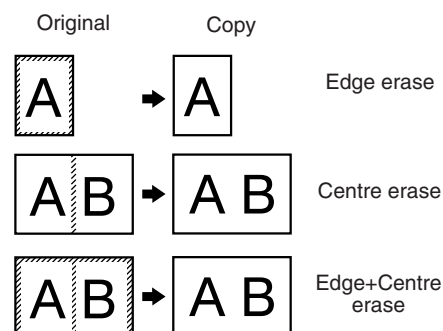 Original Copy
A A Edge erase
A B A B Centre erase
A B A B Edge+Centre
erase